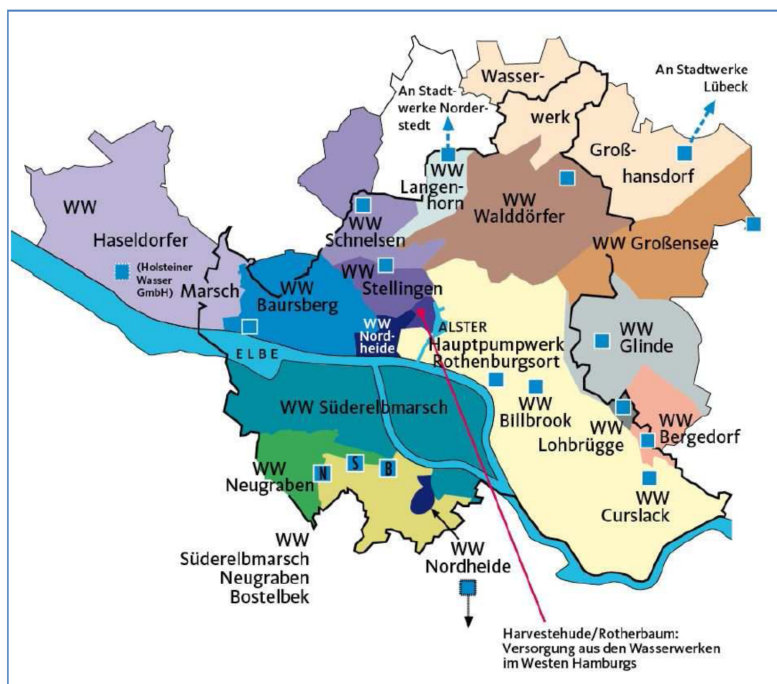 Wasser-
werk
Groß-
hansdorf
An Stadt-
werke Norder-
stedt
An Stadtwerke
Lübeck
WW
Langen-
horn
WW
Walddörfer
WW
Haseldorfer
Marsch
(Holsteiner
Wasser
GmbH)
WW
Schnelsen
WW
Stellingen
WW Großensee
WW
Baursberg
WW
Nord-
heide
ALSTER
Hauptpumpwerk
Rothenburgsort
WW
Glinde
ELBE
WW
Billbrook
WW Süderelbmarsch
WW
Lohbrügge
WW
Bergedorf
WW
Neugraben
N
S
B
WW
Curslack
WW
Süderelbmarsch
Neugraben
Bostelbek
WW
Nordheide
Harvestehude/Rotherbaum:
Versorgung aus den Wasserwerken
im Westen Hamburgs